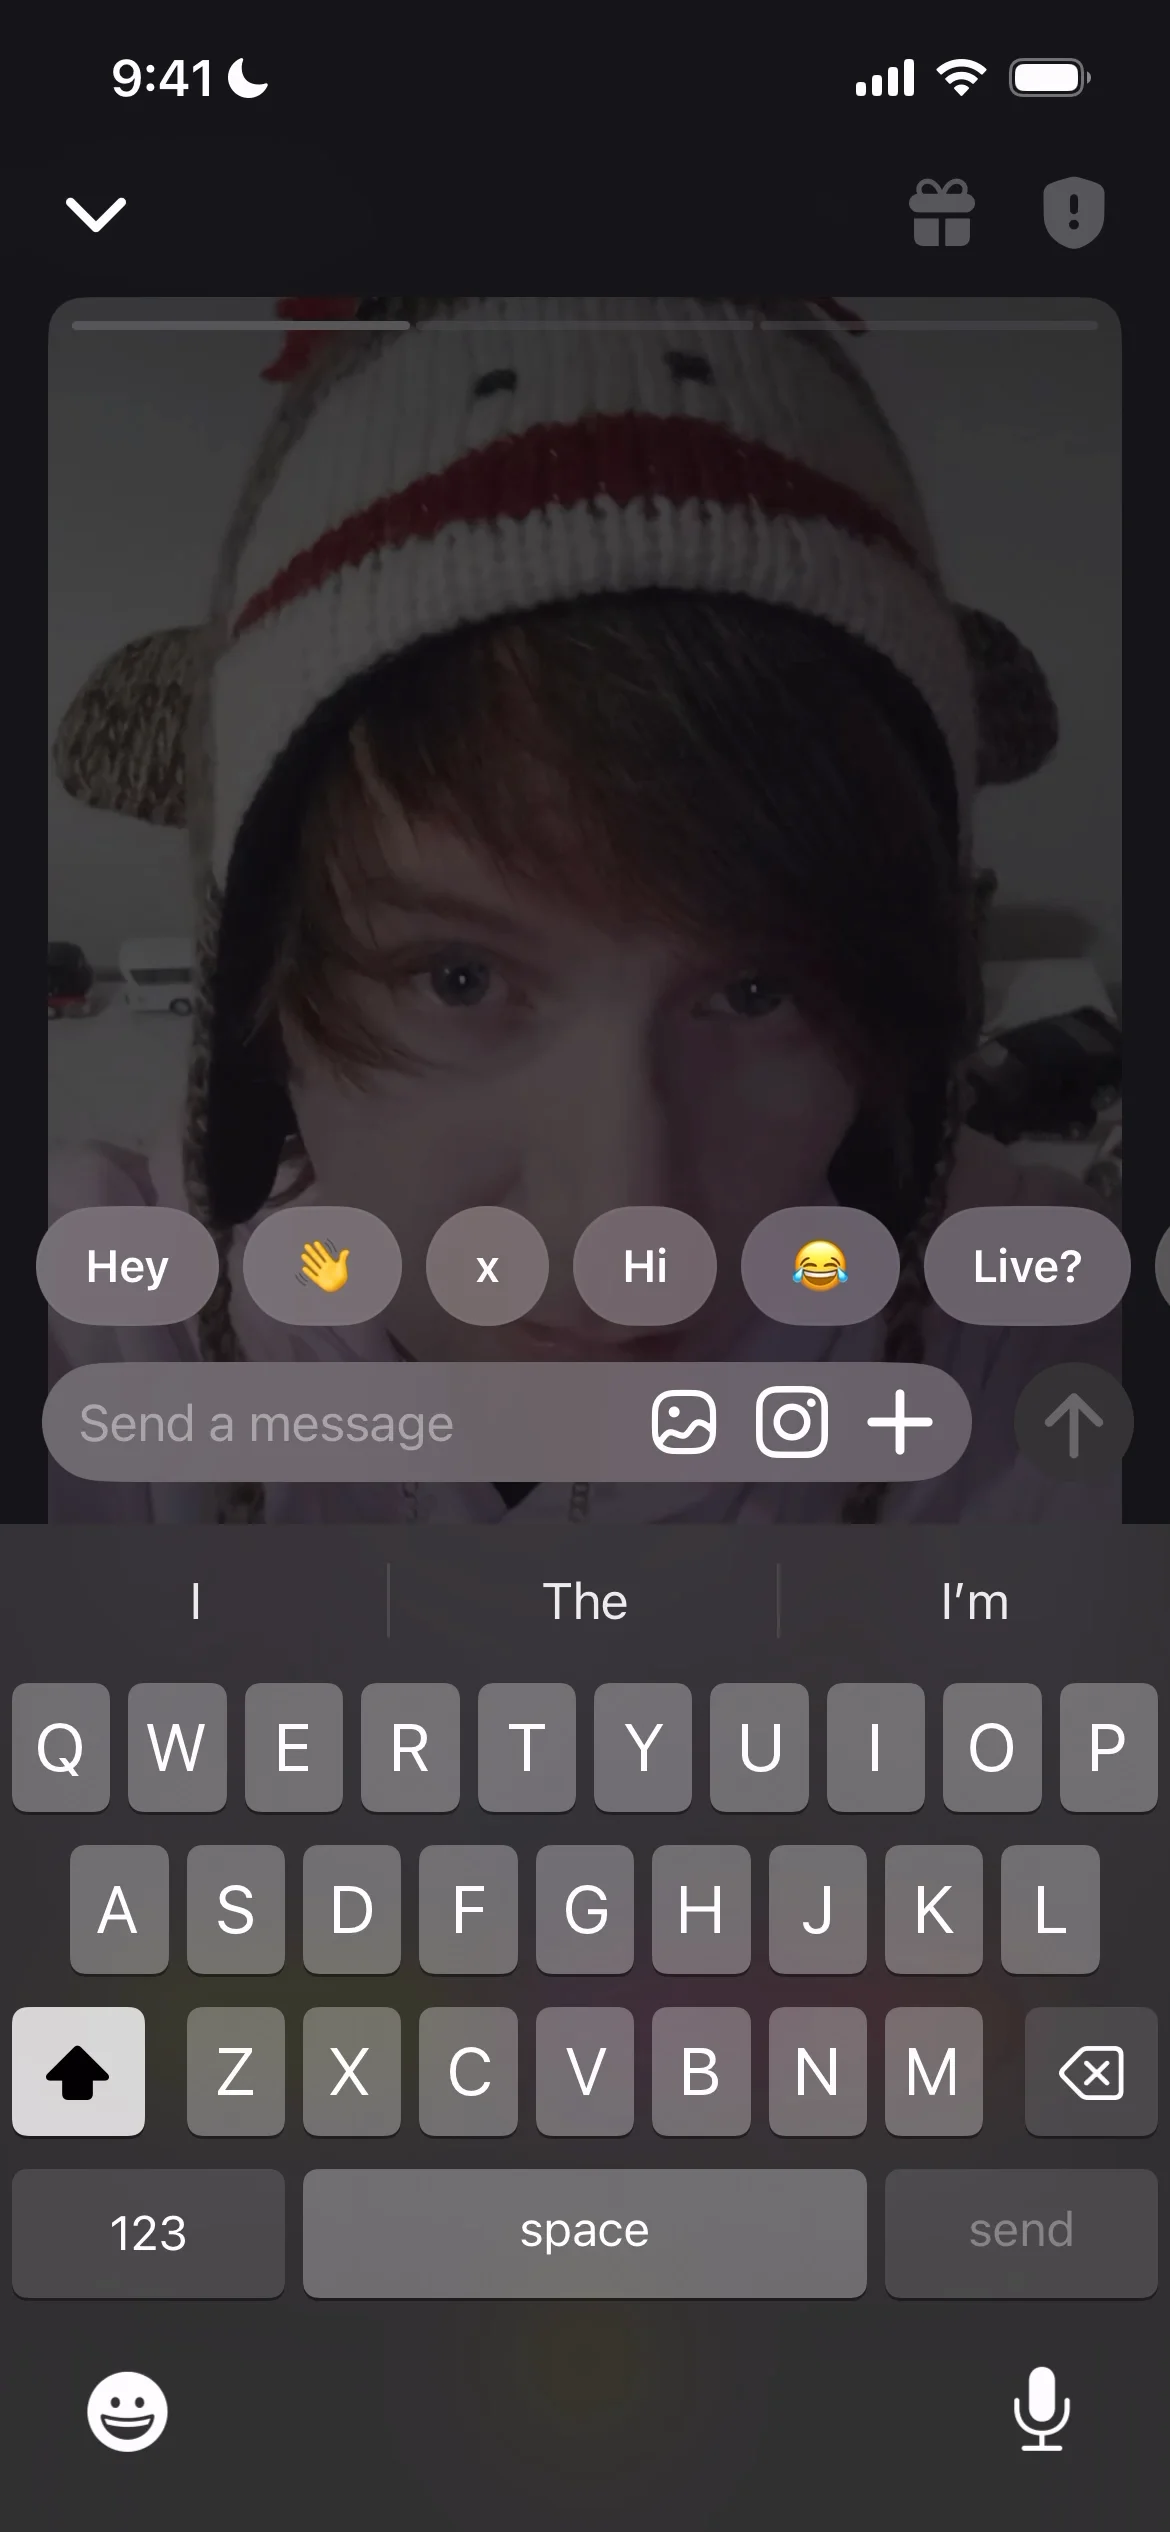 9:41
Hey 👋 x Hi 😂 Live?
Send a message
I The I’m
Q W E R T Y U I O P
A S D F G H J K L
Z X C V B N M
123 space send